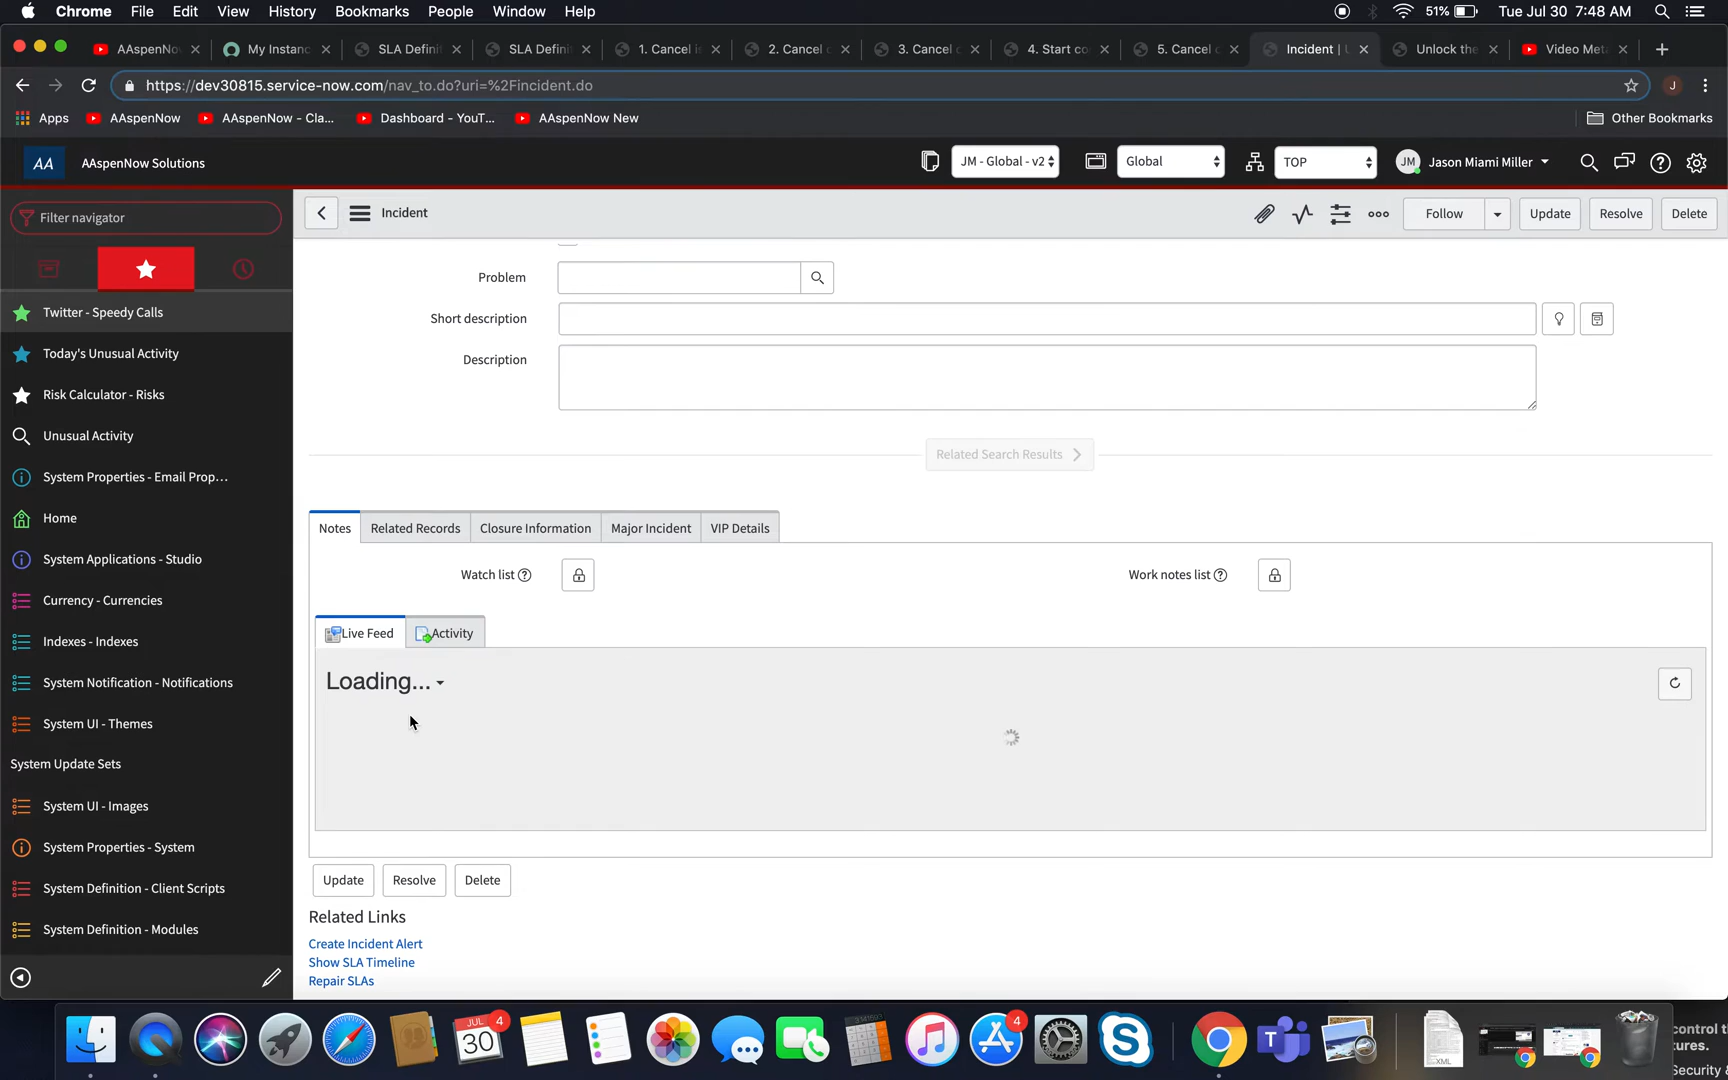 Chrome File Edit View History Bookmarks People Window Help 51% Tue Jul 30 7:48 AM
AAspenNo My Instanc SLA Defini SLA Defini 1. Cancel i 2. Cancel c 3. Cancel c 4. Start co 5. Cancel c Incident | Unlock the Video Met
https://dev30815.service-now.com/nav_to.do?uri=%2Fincident.do J
Apps AAspenNow AAspenNow - Cla... Dashboard - YouT... AAspenNow New Other Bookmarks
AA AAspenNow Solutions JM - Global - v2 Global TOP JM Jason Miami Miller
Filter navigator
Incident Follow Update Resolve Delete
Twitter - Speedy Calls
Today's Unusual Activity
Risk Calculator - Risks
Unusual Activity
System Properties - Email Prop...
Home
System Applications - Studio
Currency - Currencies
Indexes - Indexes
System Notification - Notifications
System UI - Themes
System Update Sets
System UI - Images
System Properties - System
System Definition - Client Scripts
System Definition - Modules
Problem
Short description
Description
Related Search Results
Notes Related Records Closure Information Major Incident VIP Details
Watch list Work notes list
Live Feed Activity
Loading...
Update Resolve Delete
Related Links
Create Incident Alert
Show SLA Timeline
Repair SLAs
JUL 4
30
4
XML
control t
tures.
Security &